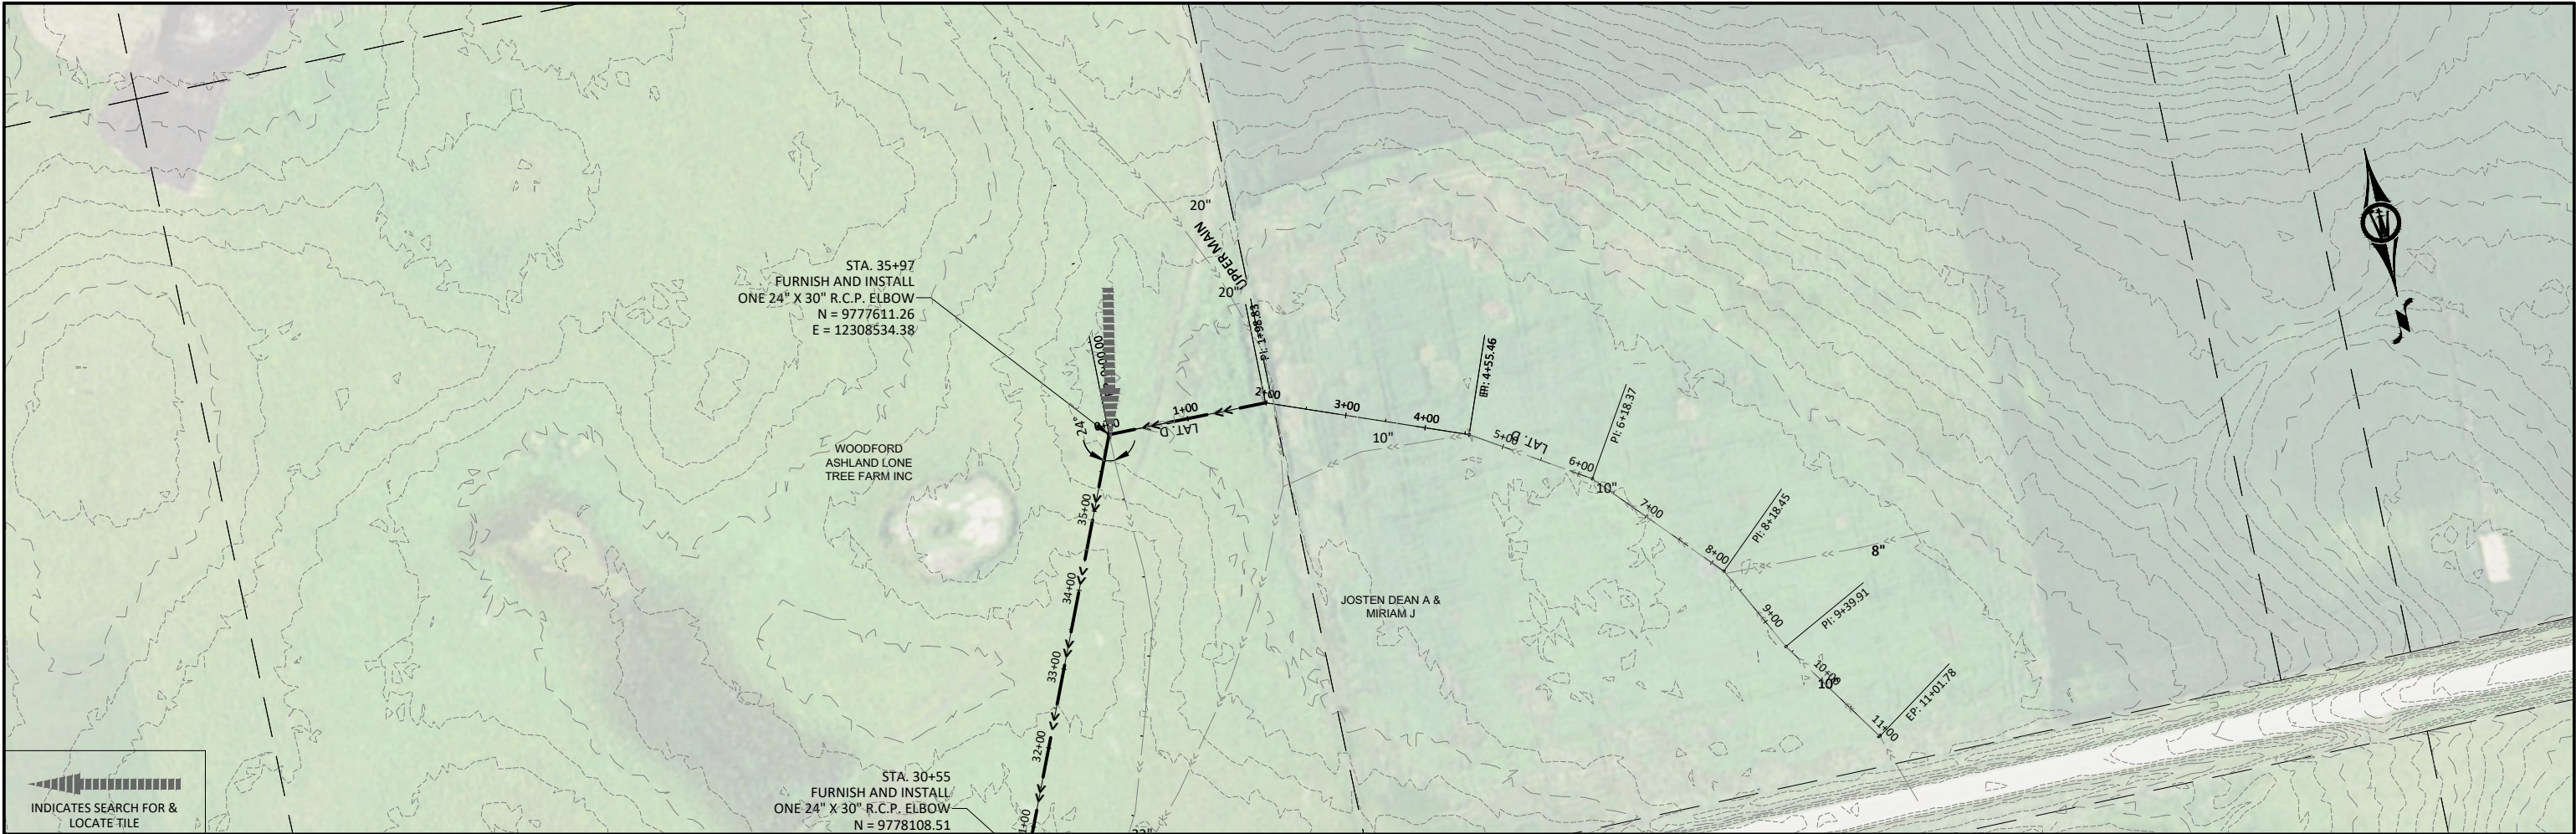 20"
UPPER MAIN
20"
STA. 35+97
FURNISH AND INSTALL
ONE 24" X 30" R.C.P. ELBOW
N = 9777611.26
E = 12308534.38
PI: 1+98.83
2+00
1+00
LAT. D
24"
3+00
4+00
10"
4+55.46
5+00
LAT. D
PI: 6+18.37
6+00
10"
7+00
PI: 8+18.45
8+00
8"
9+00
PI: 9+39.91
10+00
10"
EP: 11+01.78
11+00
WOODFORD
ASHLAND LONE
TREE FARM INC
JOSTEN DEAN A &
MIRIAM J
35+00
34+00
33+00
32+00
STA. 30+55
FURNISH AND INSTALL
ONE 24" X 30" R.C.P. ELBOW
N = 9778108.51
INDICATES SEARCH FOR &
LOCATE TILE
N